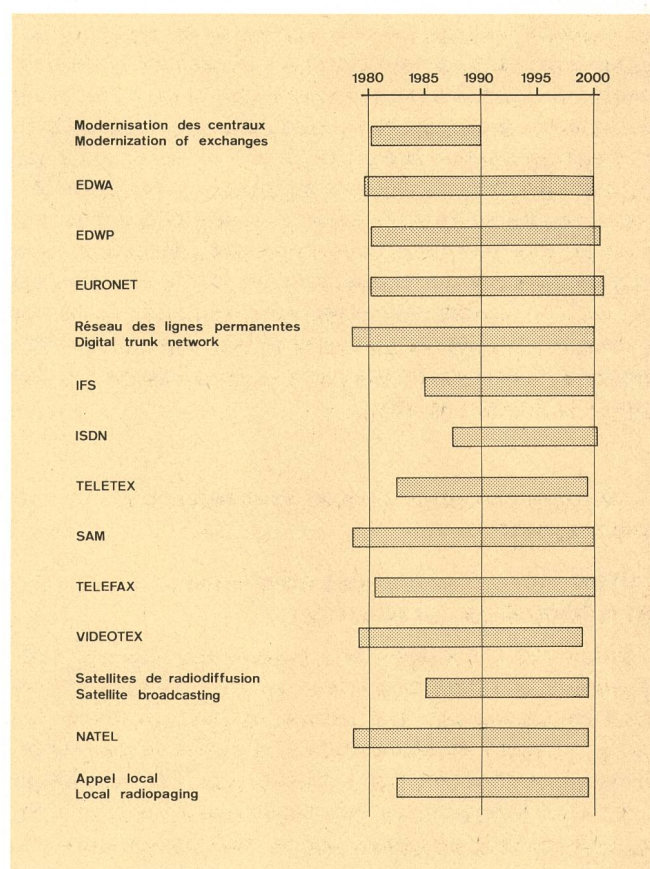 1980 1985 1990 1995 2000
Modernisation des centraux
Modernization of exchanges
EDWA
EDWP
EURONET
Réseau des lignes permanentes
Digital trunk network
IFS
ISDN
TELETEX
SAM
TELEFAX
VIDEOTEX
Satellites de radiodiffusion
Satellite broadcasting
NATEL
Appel local
Local radiopaging